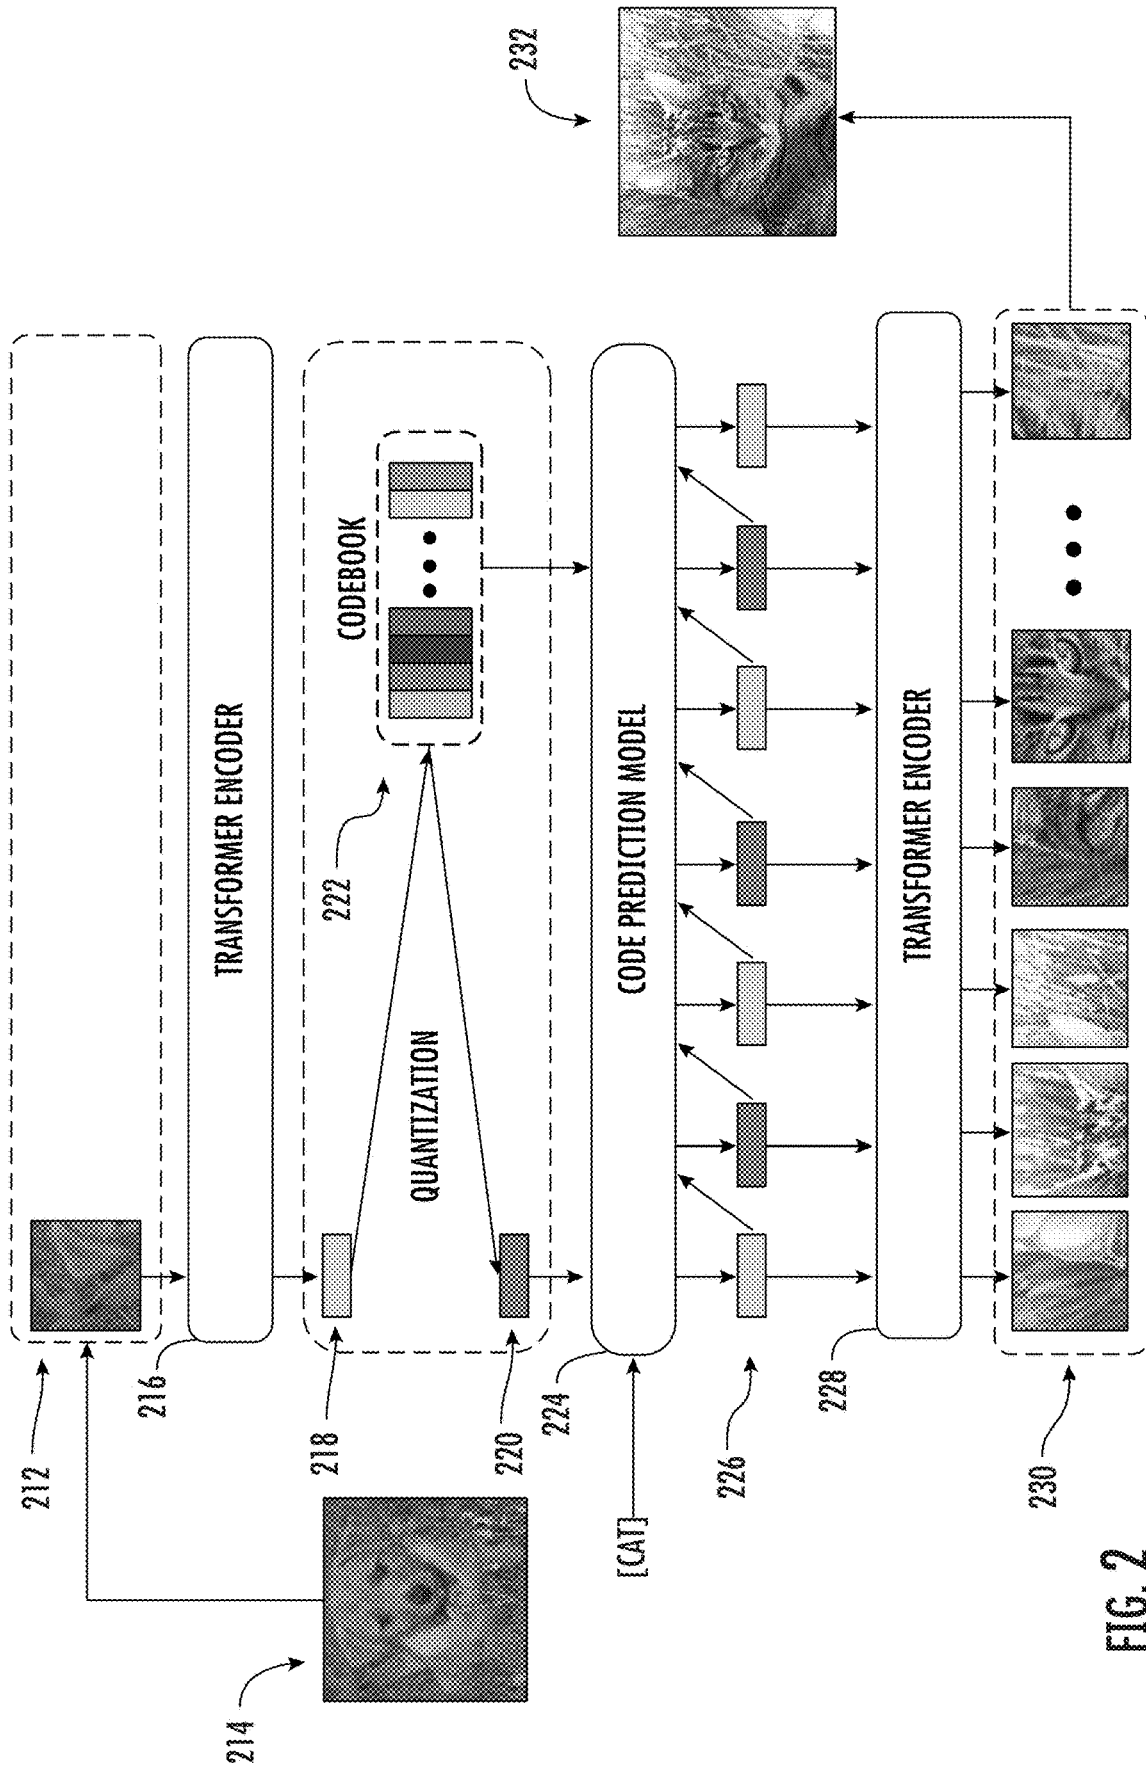 212
214
216
TRANSFORMER ENCODER
218
QUANTIZATION
220
222
CODEBOOK
[CAT]
224
CODE PREDICTION MODEL
226
228
TRANSFORMER ENCODER
230
232
FIG. 2